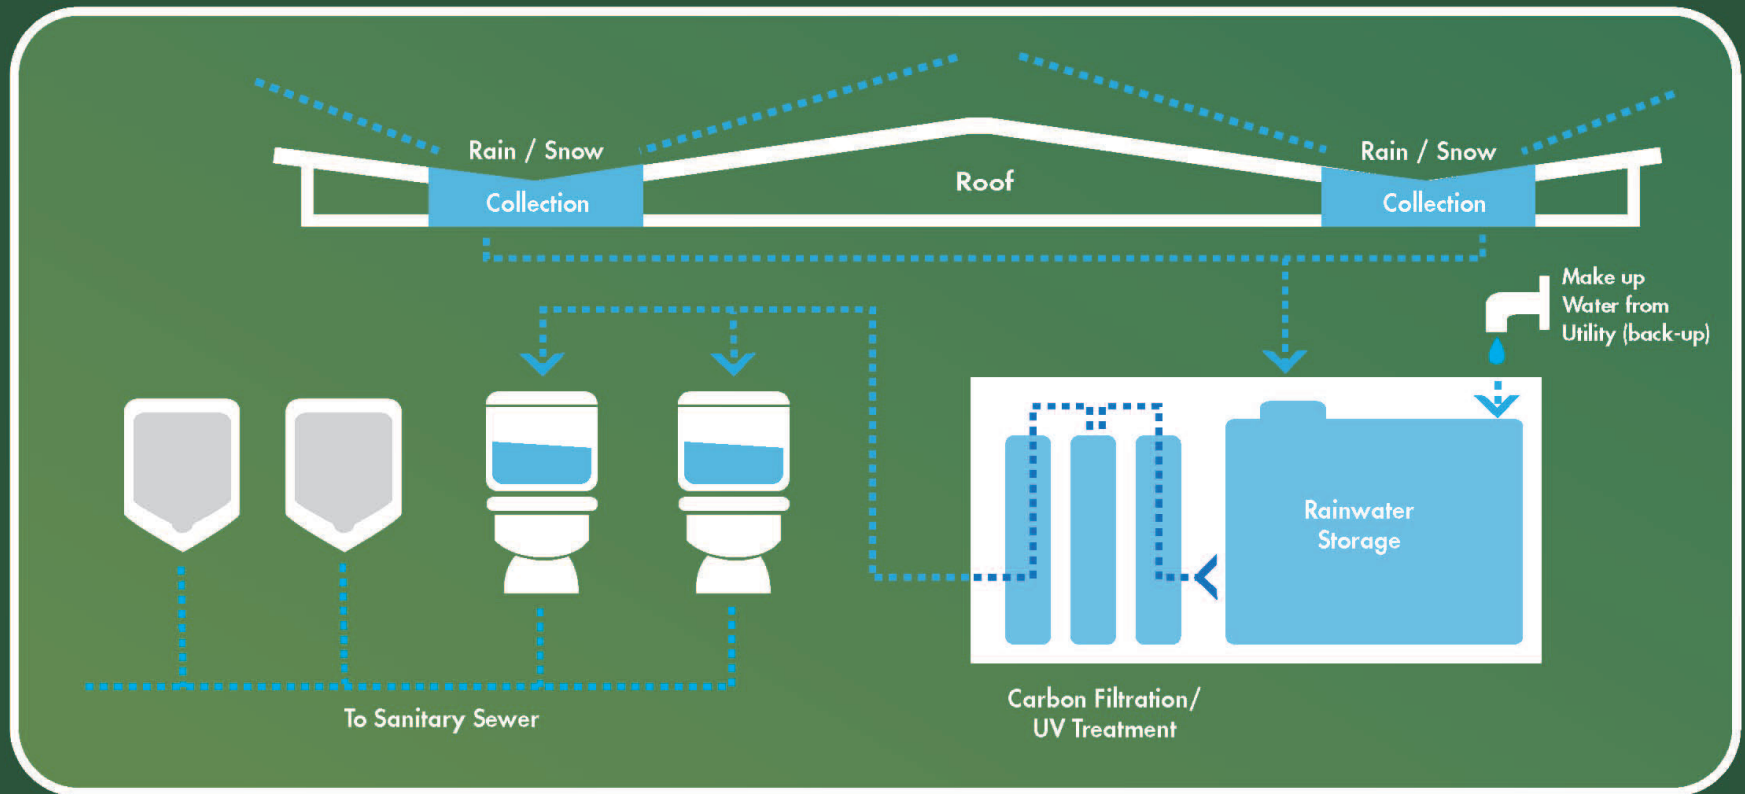 Rain / Snow
Collection
Roof
Rain / Snow
Collection
Make up
Water from
Utility (back-up)
Rainwater
Storage
Carbon Filtration/
UV Treatment
To Sanitary Sewer